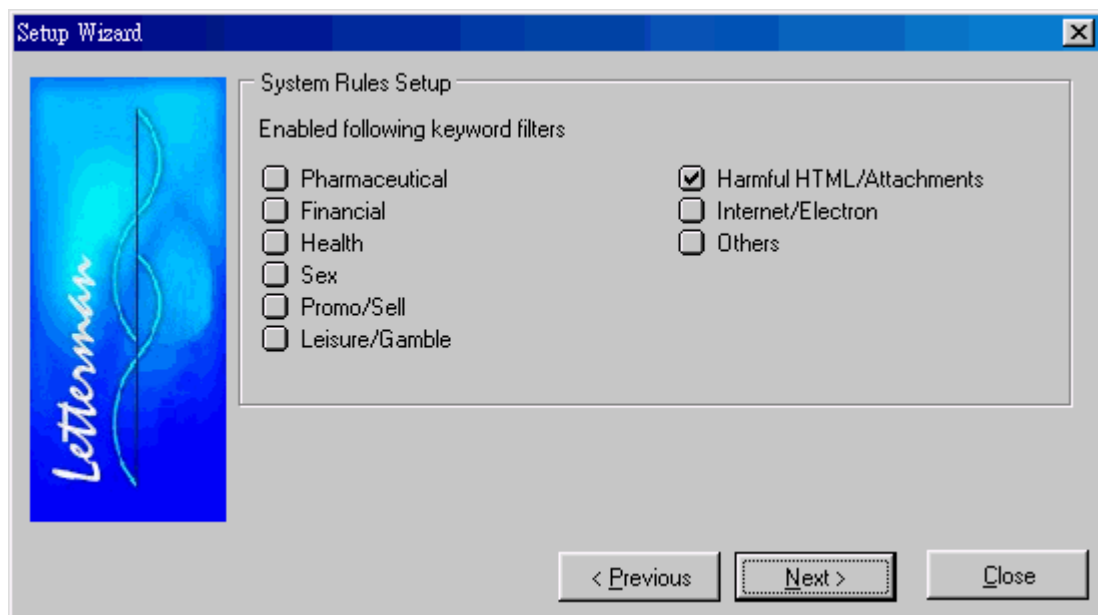 Setup Wizard
Letterman
System Rules Setup
Enabled following keyword filters
Pharmaceutical
Financial
Health
Sex
Promo/Sell
Leisure/Gamble
Harmful HTML/Attachments
Internet/Electron
Others
< Previous
Next >
Close